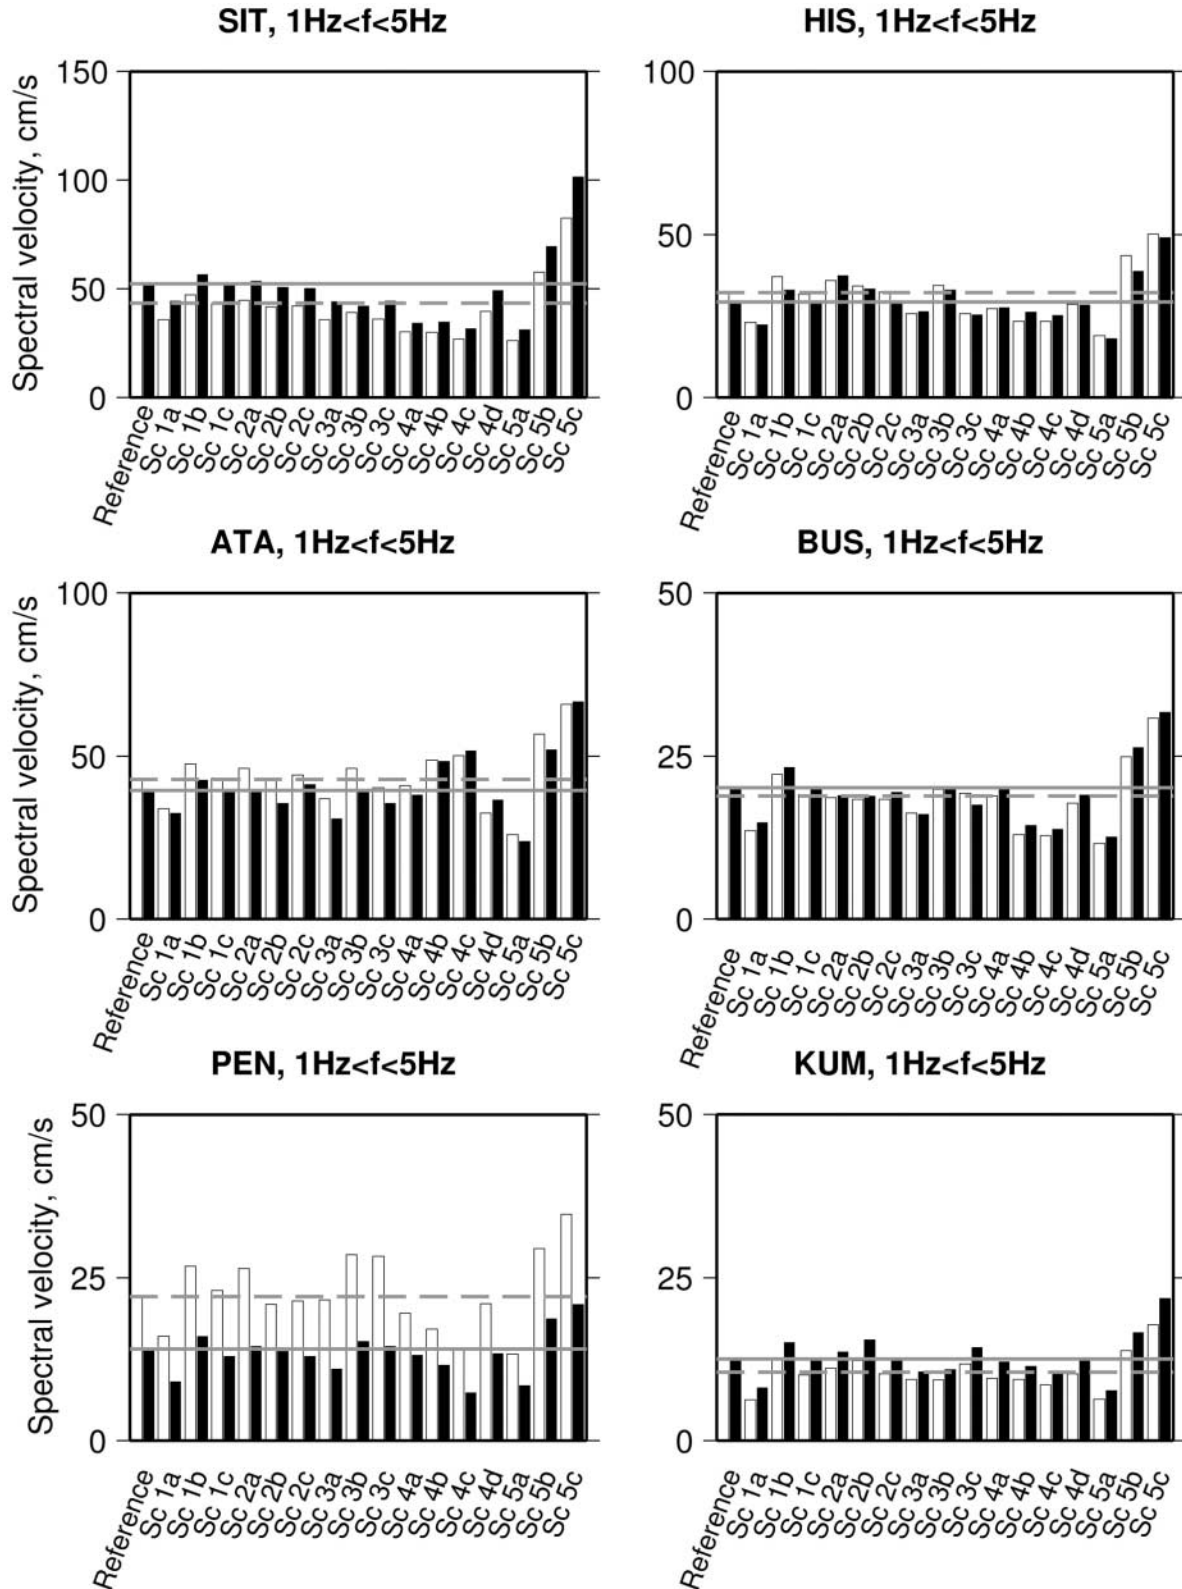 SIT, 1Hz<f<5Hz
Spectral velocity, cm/s
150
100
50
0
Reference
Sc 1a
Sc 1b
Sc 1c
Sc 2a
Sc 2b
Sc 2c
Sc 3a
Sc 3b
Sc 3c
Sc 4a
Sc 4b
Sc 4c
Sc 4d
Sc 5a
Sc 5b
Sc 5c
HIS, 1Hz<f<5Hz
100
50
0
Reference
Sc 1a
Sc 1b
Sc 1c
Sc 2a
Sc 2b
Sc 2c
Sc 3a
Sc 3b
Sc 3c
Sc 4a
Sc 4b
Sc 4c
Sc 4d
Sc 5a
Sc 5b
Sc 5c
ATA, 1Hz<f<5Hz
Spectral velocity, cm/s
100
50
0
Reference
Sc 1a
Sc 1b
Sc 1c
Sc 2a
Sc 2b
Sc 2c
Sc 3a
Sc 3b
Sc 3c
Sc 4a
Sc 4b
Sc 4c
Sc 4d
Sc 5a
Sc 5b
Sc 5c
BUS, 1Hz<f<5Hz
50
25
0
Reference
Sc 1a
Sc 1b
Sc 1c
Sc 2a
Sc 2b
Sc 2c
Sc 3a
Sc 3b
Sc 3c
Sc 4a
Sc 4b
Sc 4c
Sc 4d
Sc 5a
Sc 5b
Sc 5c
PEN, 1Hz<f<5Hz
Spectral velocity, cm/s
50
25
0
Reference
Sc 1a
Sc 1b
Sc 1c
Sc 2a
Sc 2b
Sc 2c
Sc 3a
Sc 3b
Sc 3c
Sc 4a
Sc 4b
Sc 4c
Sc 4d
Sc 5a
Sc 5b
Sc 5c
KUM, 1Hz<f<5Hz
50
25
0
Reference
Sc 1a
Sc 1b
Sc 1c
Sc 2a
Sc 2b
Sc 2c
Sc 3a
Sc 3b
Sc 3c
Sc 4a
Sc 4b
Sc 4c
Sc 4d
Sc 5a
Sc 5b
Sc 5c